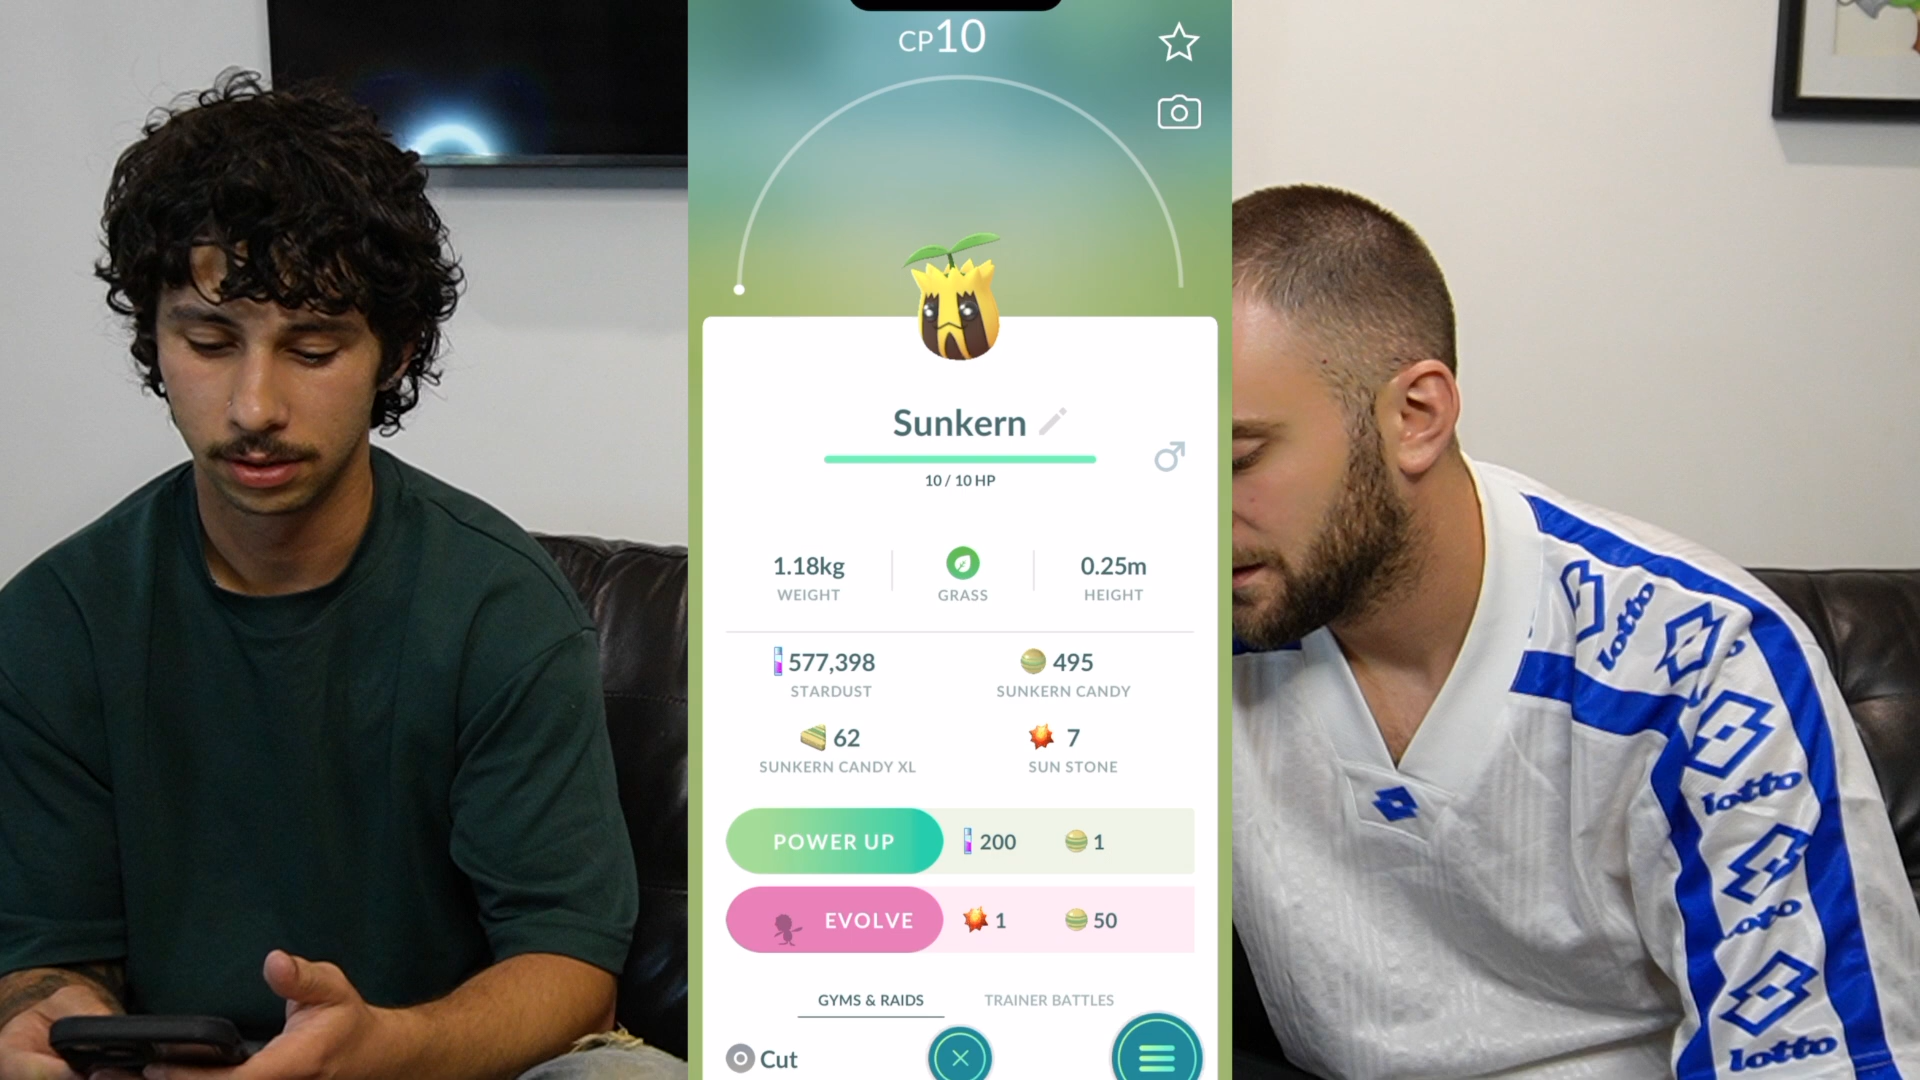 CP10
Sunkern
10 / 10 HP
1.18kg
WEIGHT
GRASS
0.25m
HEIGHT
577,398
STARDUST
495
SUNKERN CANDY
62
SUNKERN CANDY XL
7
SUN STONE
POWER UP
200
1
EVOLVE
1
50
GYMS & RAIDS
TRAINER BATTLES
Cut
lotto
lotto
lotto
lotto